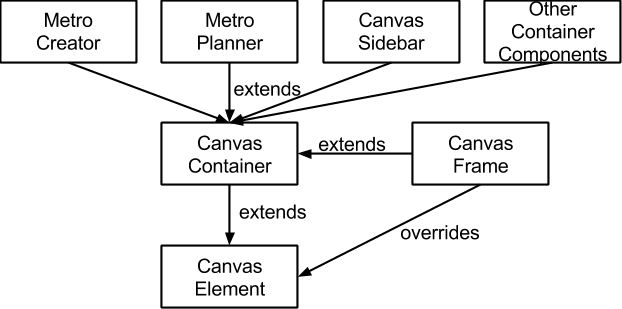 Metro
Creator
Metro
Planner
Canvas
Sidebar
Other
Container
Components
extends
Canvas
Container
extends
Canvas
Frame
extends
overrides
Canvas
Element